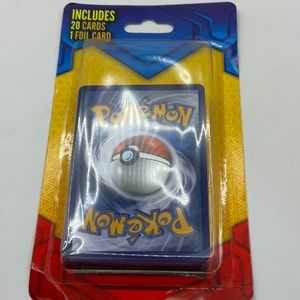 INCLUDES
20 CARDS
1 FOIL CARD
POKéMON
POKéMON